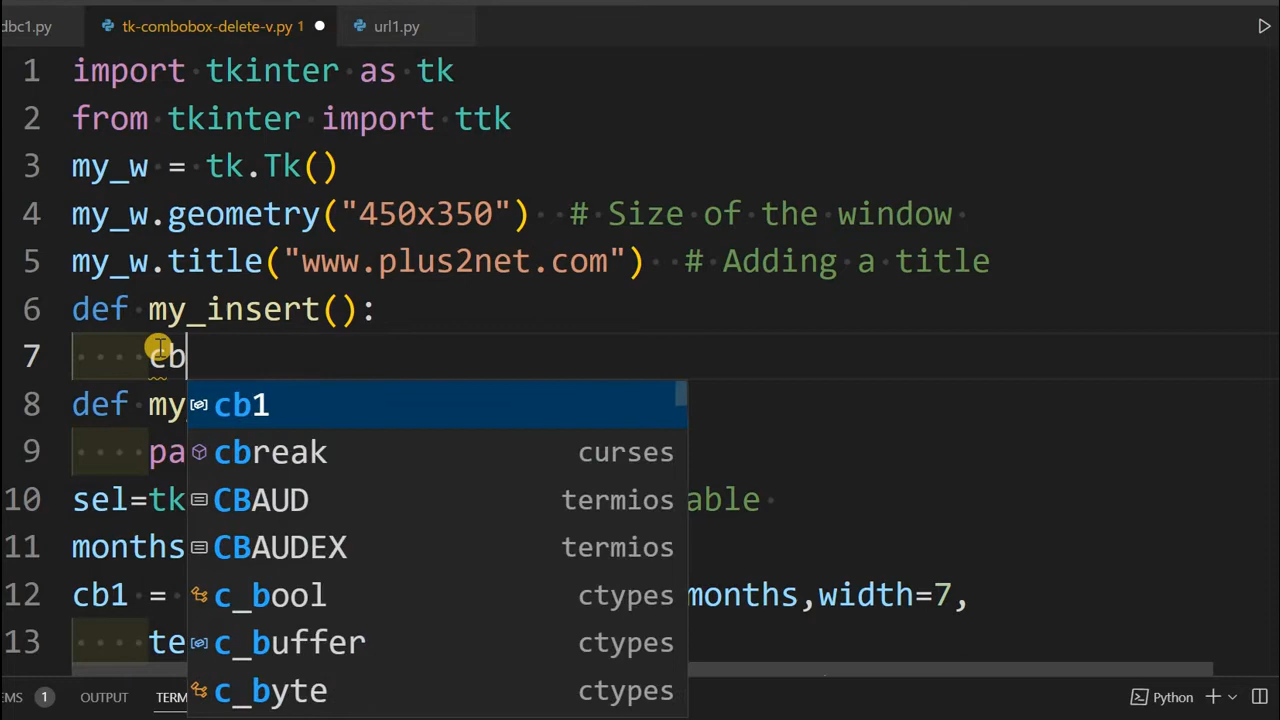 dbc1.py tk-combobox-delete-v.py 1 url1.py
1 import tkinter as tk
2 from tkinter import ttk
3 my_w = tk.Tk()
4 my_w.geometry("450x350")  # Size of the window
5 my_w.title("www.plus2net.com")  # Adding a title
6 def my_insert():
7 cb
cb1
8 def my
cbreak curses
9 pa
CBAUD termios
10 sel=tk able
CBAUDEX termios
11 months
c_bool ctypes
12 cb1 = months,width=7,
c_buffer ctypes
13 te
c_byte ctypes
EMS 1 OUTPUT TERM Python